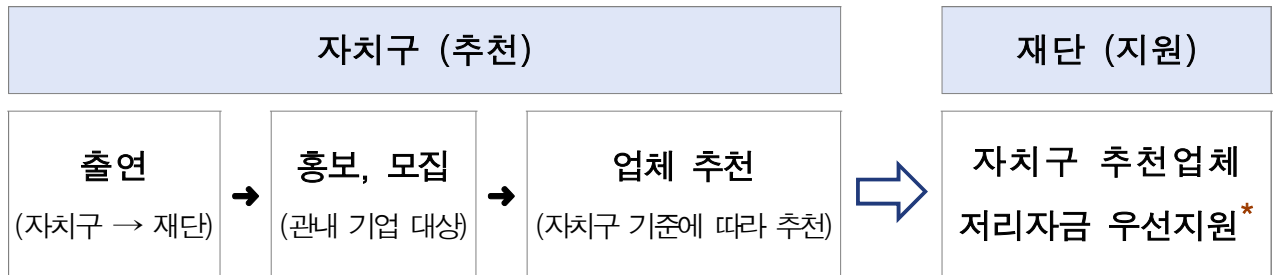 자치구 (추천)
재단 (지원)
출연
(자치구 → 재단)
➜
홍보, 모집
(관내 기업 대상)
➜
업체 추천
(자치구 기준에 따라 추천)
자치구 추천업체
저리자금 우선지원*